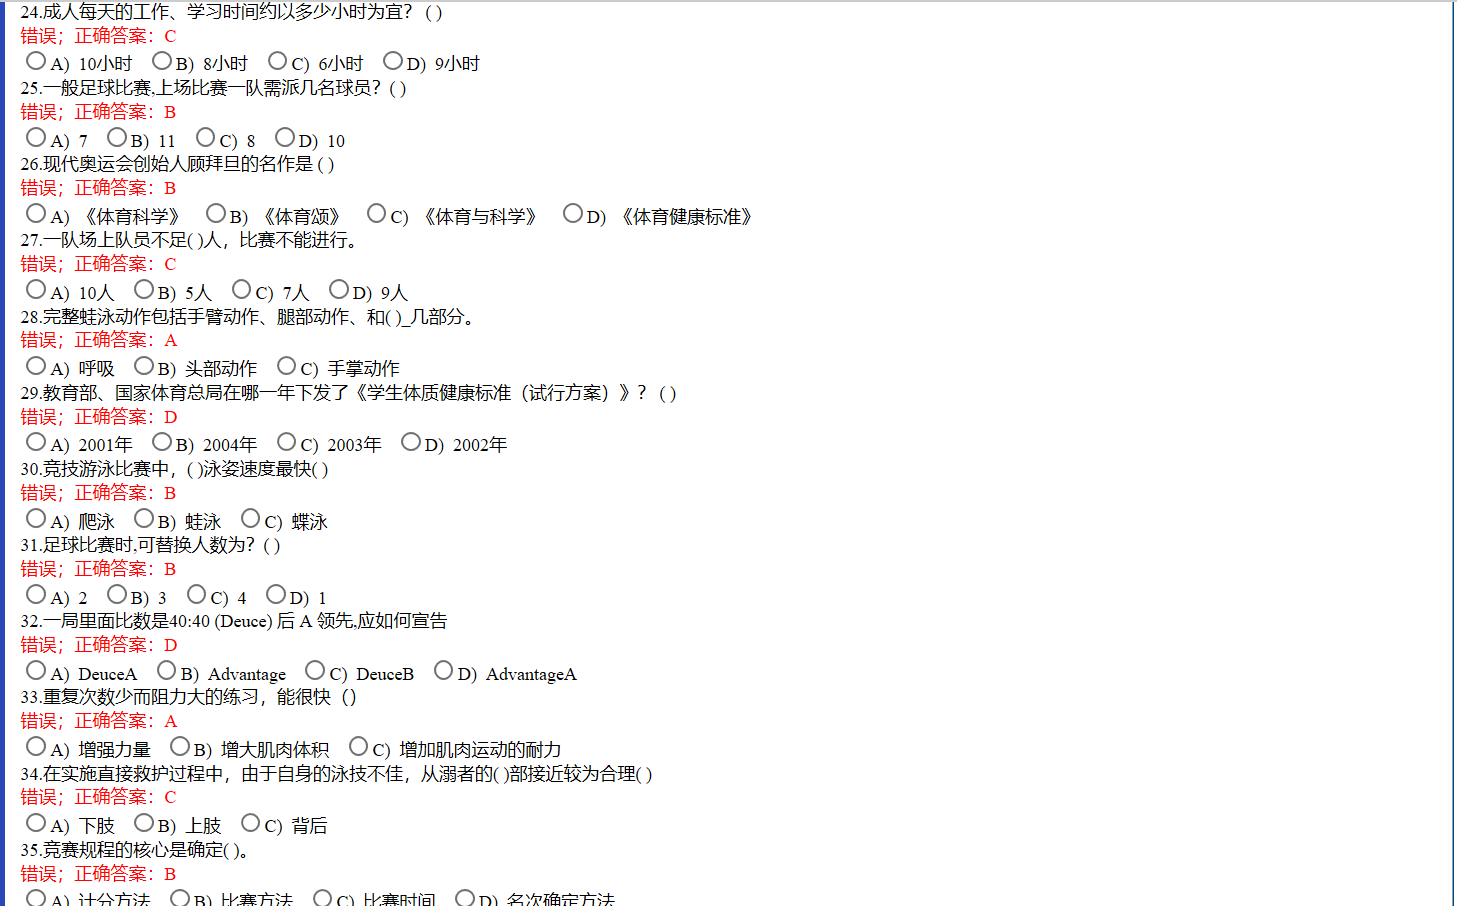 24.成人每天的工作、学习时间约以多少小时为宜？ ( )
错误；正确答案：C
A) 10小时 B) 8小时 C) 6小时 D) 9小时
25.一般足球比赛,上场比赛一队需派几名球员？( )
错误；正确答案：B
A) 7 B) 11 C) 8 D) 10
26.现代奥运会创始人顾拜旦的名作是 ( )
错误；正确答案：B
A) 《体育科学》 B) 《体育颂》 C) 《体育与科学》 D) 《体育健康标准》
27.一队场上队员不足( )人，比赛不能进行。
错误；正确答案：C
A) 10人 B) 5人 C) 7人 D) 9人
28.完整蛙泳动作包括手臂动作、腿部动作、和( )_几部分。
错误；正确答案：A
A) 呼吸 B) 头部动作 C) 手掌动作
29.教育部、国家体育总局在哪一年下发了《学生体质健康标准（试行方案）》？ ( )
错误；正确答案：D
A) 2001年 B) 2004年 C) 2003年 D) 2002年
30.竞技游泳比赛中，( )泳姿速度最快( )
错误；正确答案：B
A) 爬泳 B) 蛙泳 C) 蝶泳
31.足球比赛时,可替换人数为？( )
错误；正确答案：B
A) 2 B) 3 C) 4 D) 1
32.一局里面比数是40:40 (Deuce) 后 A 领先,应如何宣告
错误；正确答案：D
A) DeuceA B) Advantage C) DeuceB D) AdvantageA
33.重复次数少而阻力大的练习，能很快（）
错误；正确答案：A
A) 增强力量 B) 增大肌肉体积 C) 增加肌肉运动的耐力
34.在实施直接救护过程中，由于自身的泳技不佳，从溺者的( )部接近较为合理( )
错误；正确答案：C
A) 下肢 B) 上肢 C) 背后
35.竞赛规程的核心是确定( )。
错误；正确答案：B
A) 计分方法 B) 比赛方法 C) 比赛时间 D) 名次确定方法